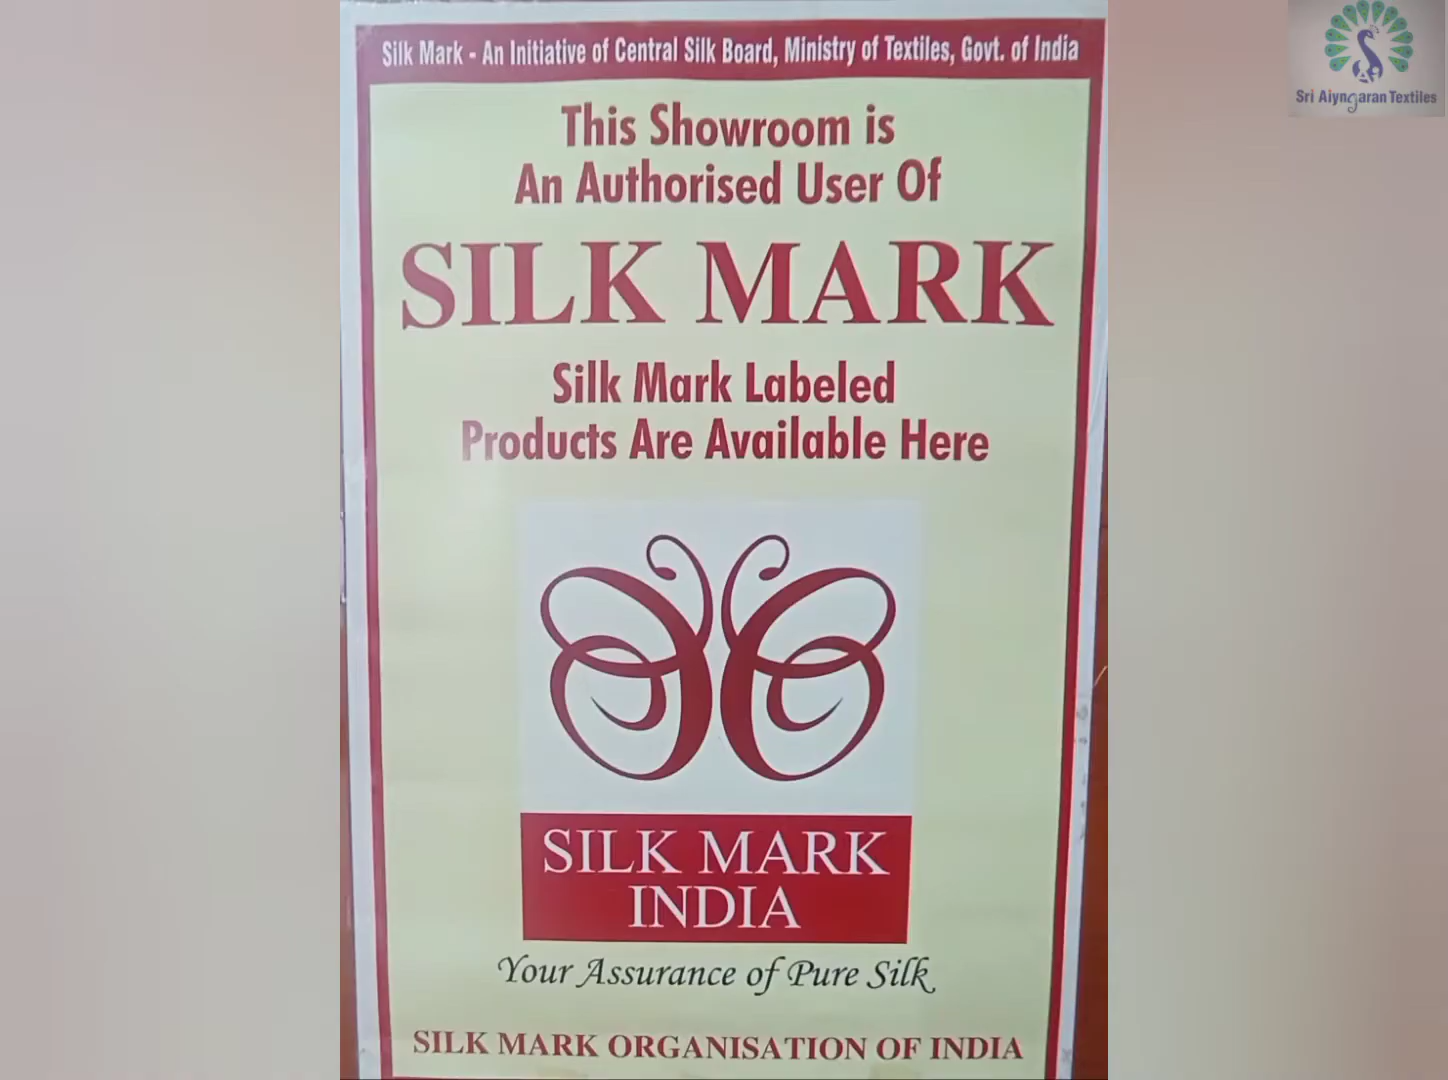 Silk Mark - An Initiative of Central Silk Board, Ministry of Textiles, Govt. of India
This Showroom is
An Authorised User Of
SILK MARK
Silk Mark Labeled
Products Are Available Here
SILK MARK
INDIA
Your Assurance of Pure Silk
SILK MARK ORGANISATION OF INDIA
Sri Aiyngaran Textiles